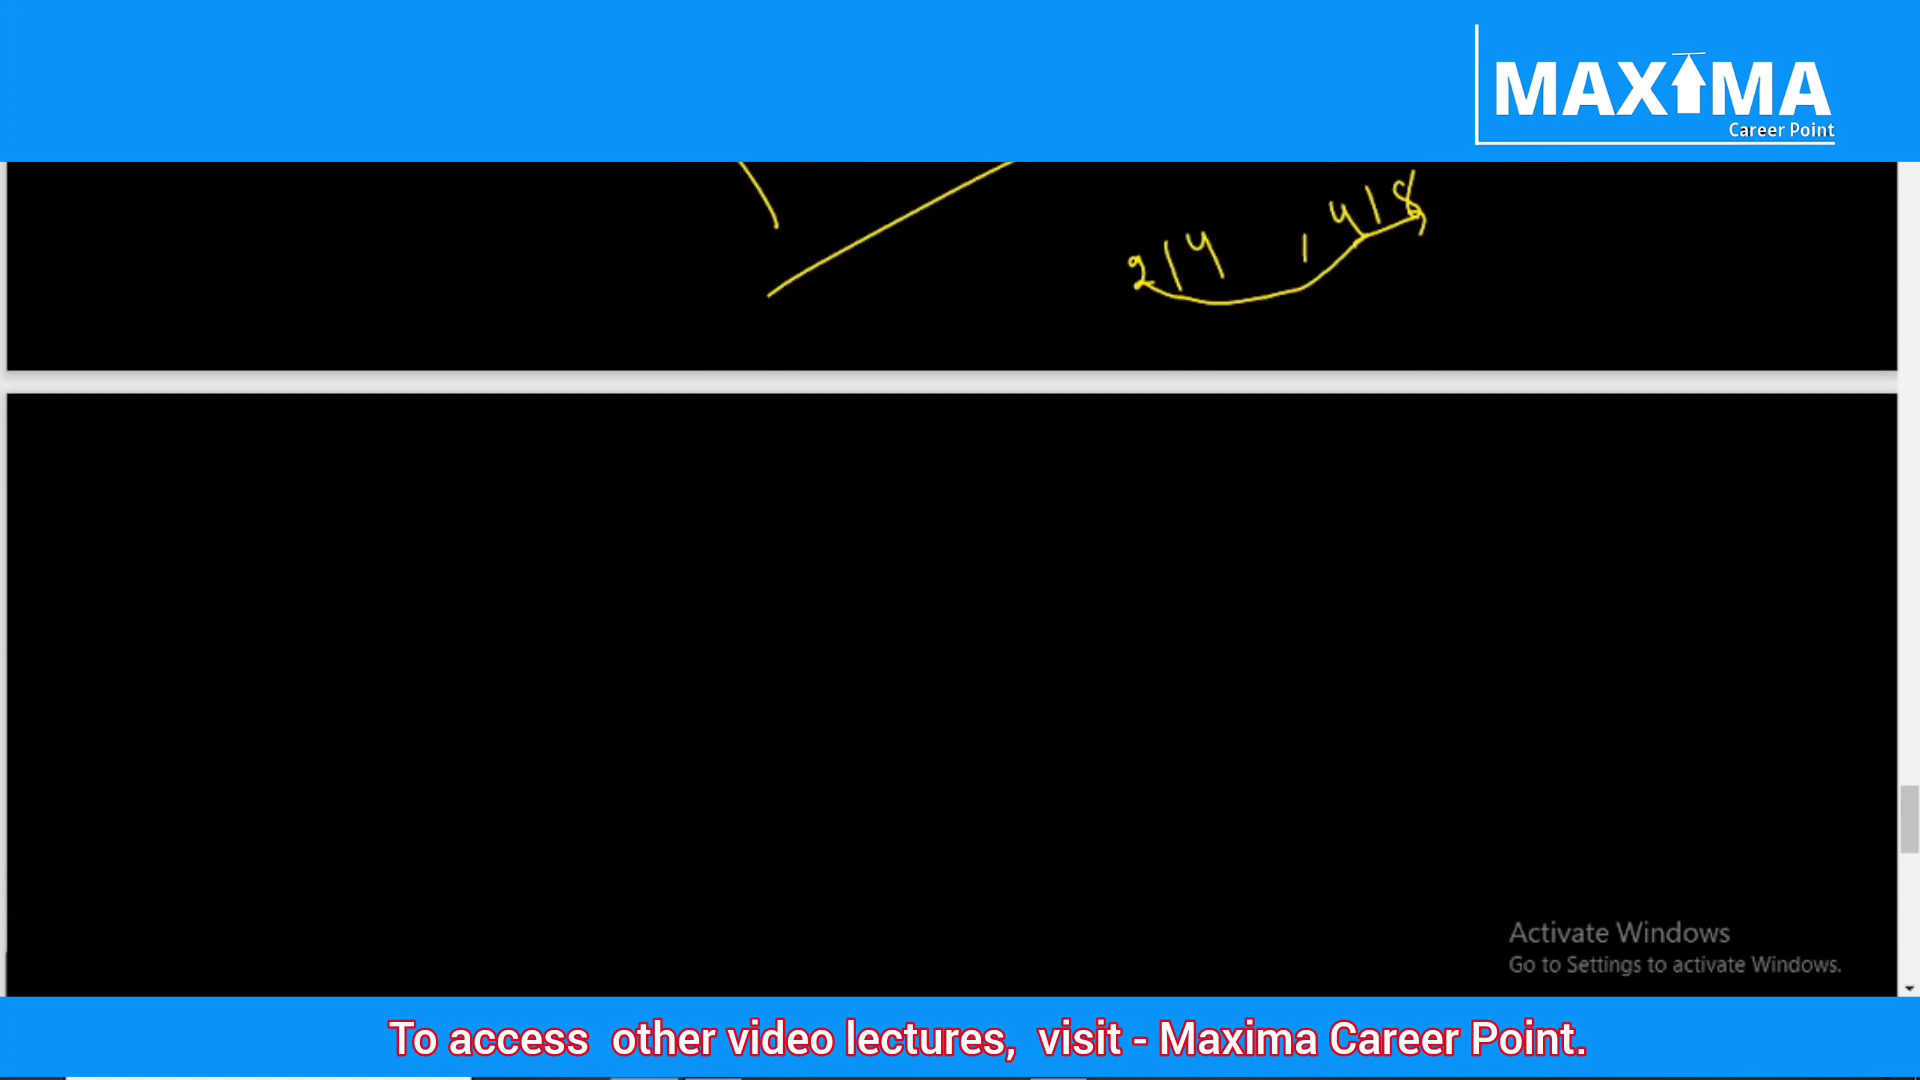 MAXIMA
Career Point
2|4 , 4|8
Activate Windows
Go to Settings to activate Windows.
To access other video lectures, visit - Maxima Career Point.